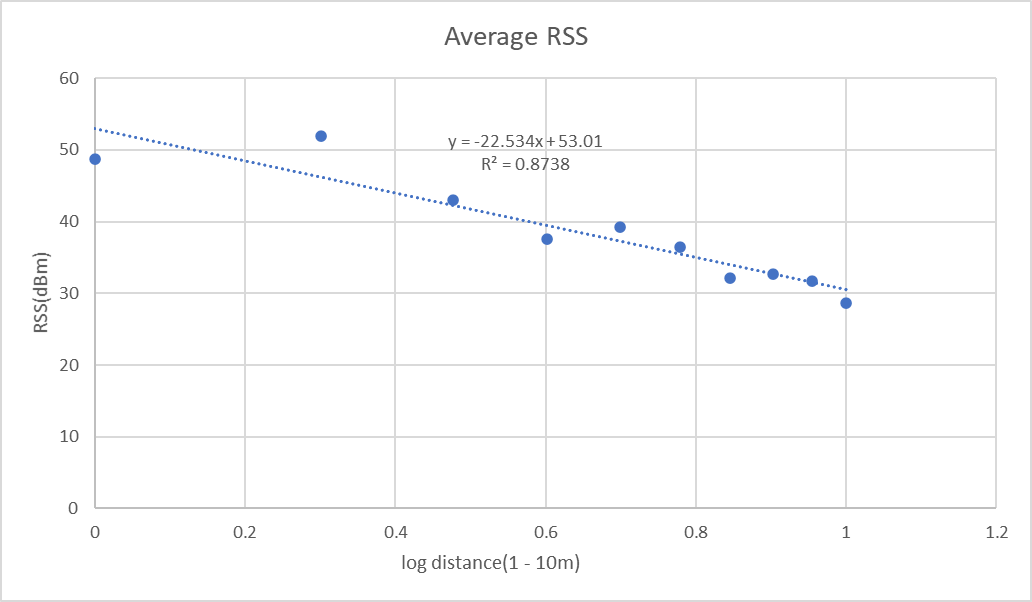 Average RSS
60
50
40
30
20
10
0
RSS(dBm)
y = -22.534x + 53.01
R² = 0.8738
0 0.2 0.4 0.6 0.8 1 1.2
log distance(1 - 10m)